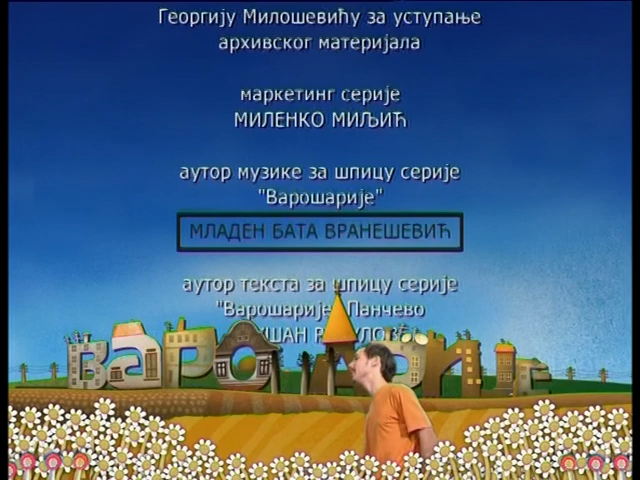 Георгију Милошевићу за уступање
архивског материјала
маркетинг серије
МИЛЕНКО МИЉИЋ
аутор музике за шпицу серије
"Варошарије"
МЛАДЕН БАТА ВРАНЕШЕВИЋ
аутор текста за шпицу серије
"Варошарије" Панчево